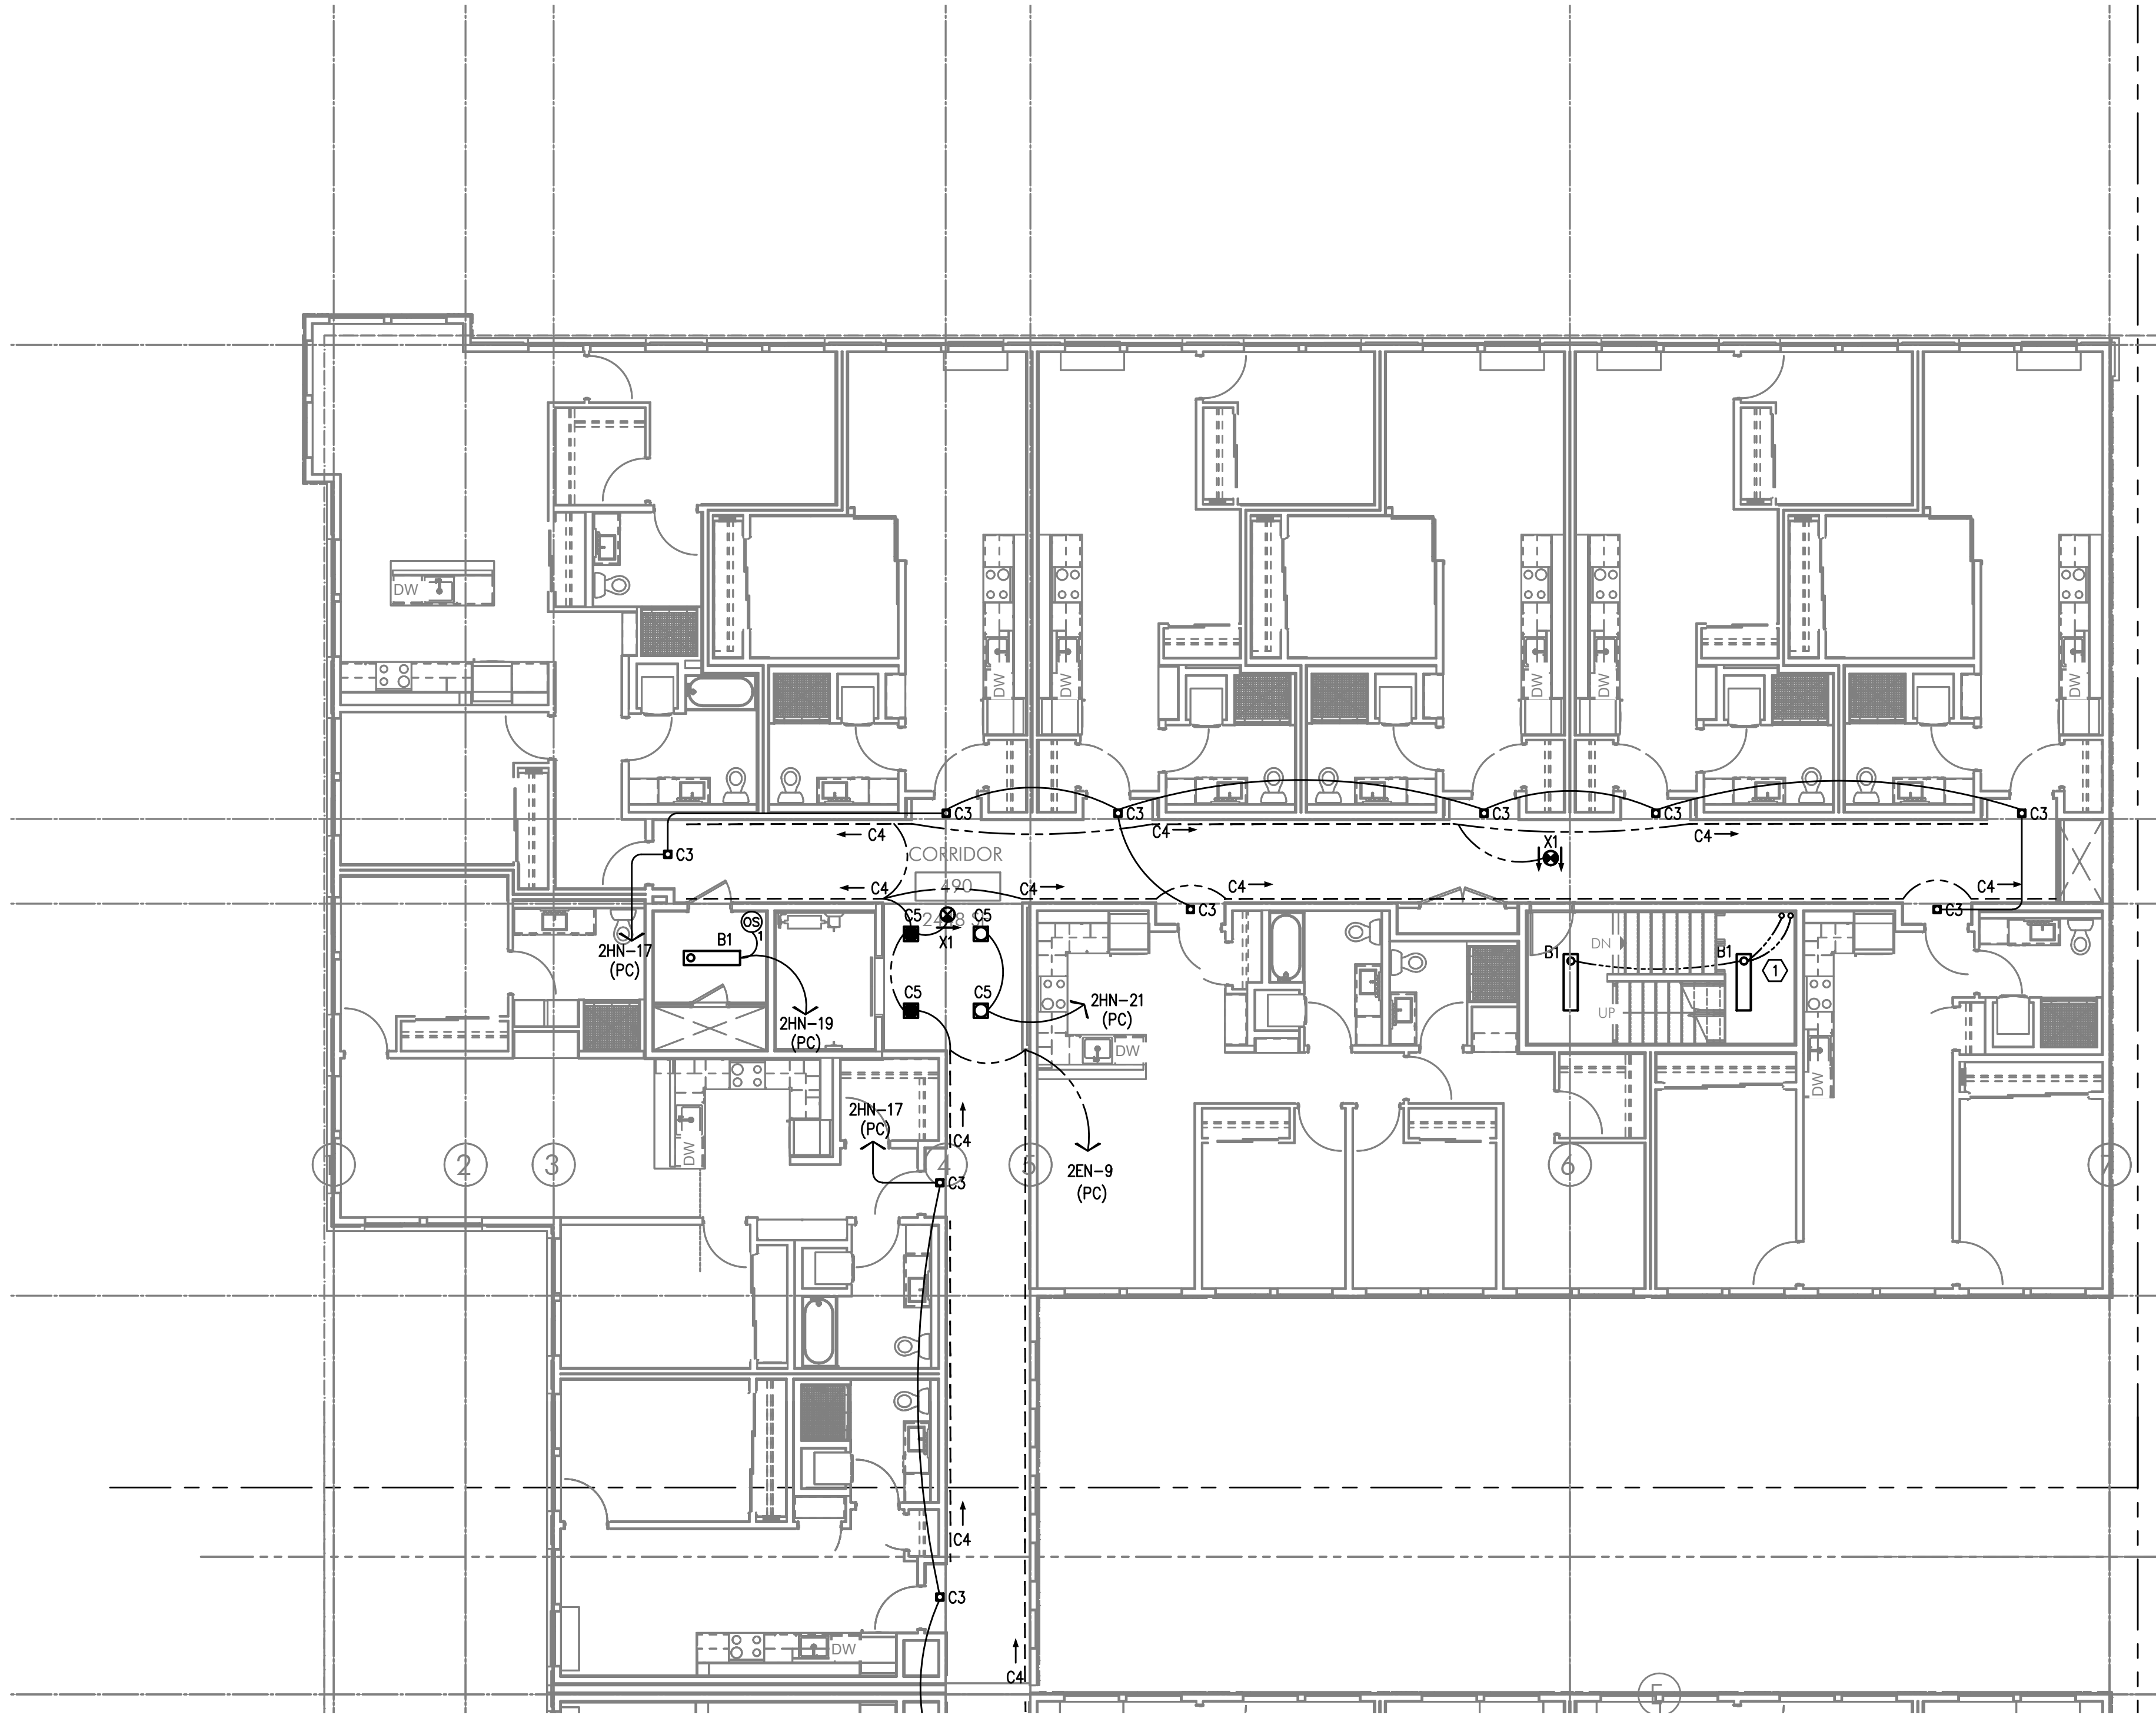 DW
DW
DW
DW
DW
DW
C3
C3
C3
C3
C3
C4
C4
C4
X1
C3
CORRIDOR
490
C4
C4
C4
C4
C5
C5
X1
C3
C3
OS
1
B1
2HN-17
(PC)
DN
B1
B1
1
C5
C5
2HN-19
(PC)
2HN-21
(PC)
UP
DW
DW
2HN-17
(PC)
C4
DW
1
2
3
4
5
6
7
2EN-9
(PC)
C3
C4
C3
DW
C4
E